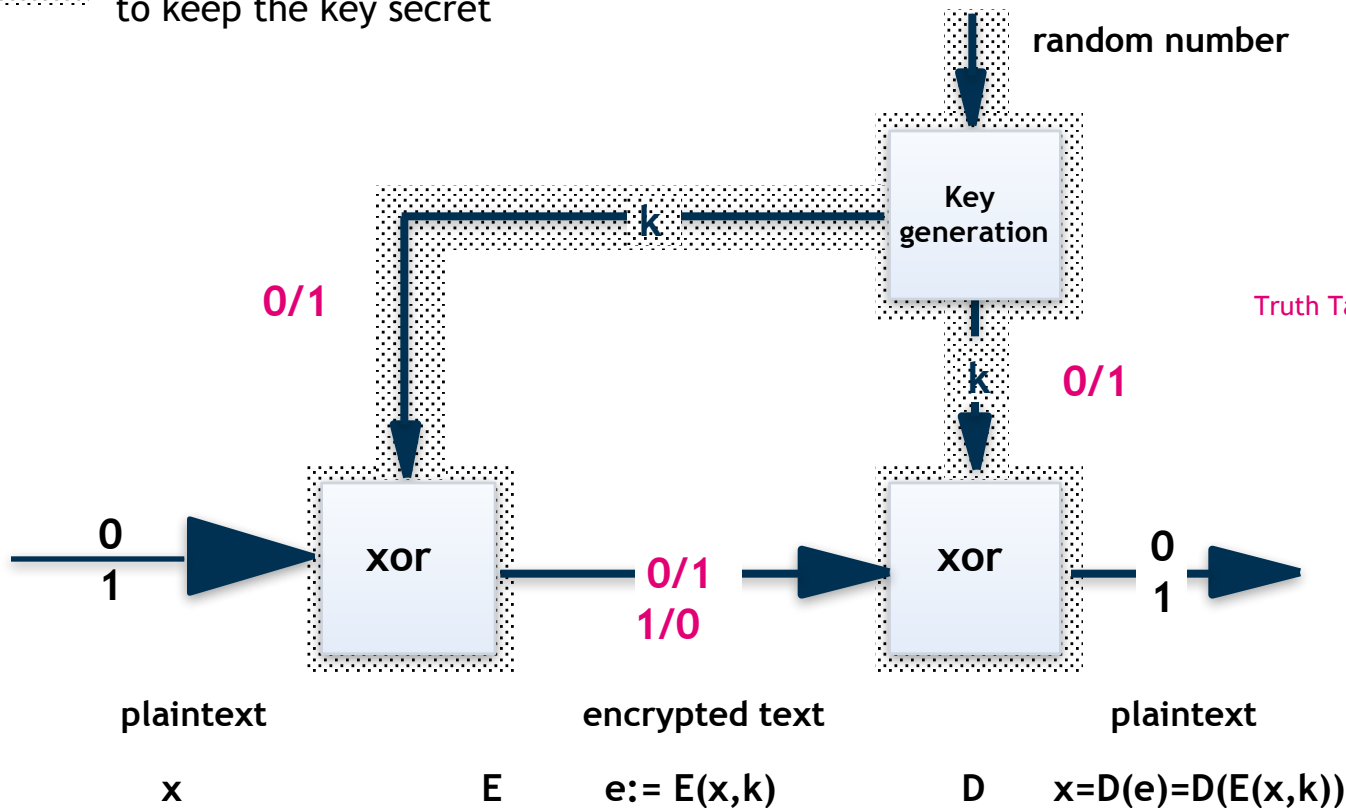 to keep the key secret
random number
Key
generation
k
0/1
Truth
k
0/1
0
1
xor
0/1
1/0
xor
0
1
plaintext
encrypted text
plaintext
x
E
e:= E(x,k)
D
x=D(e)=D(E(x,k))